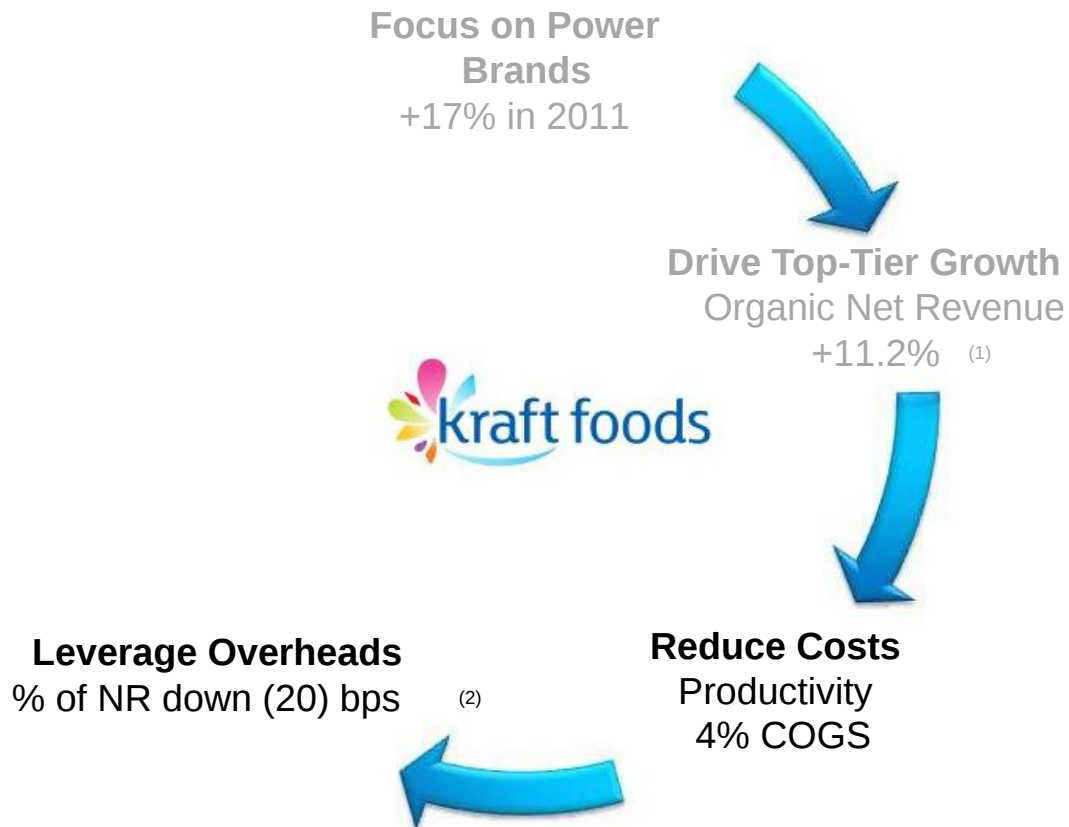 Focus on Power
Brands
+17% in 2011
Drive Top-Tier Growth
Organic Net Revenue
+11.2% (1)
kraft foods
Reduce Costs
Productivity
4% COGS
Leverage Overheads
% of NR down (20) bps (2)